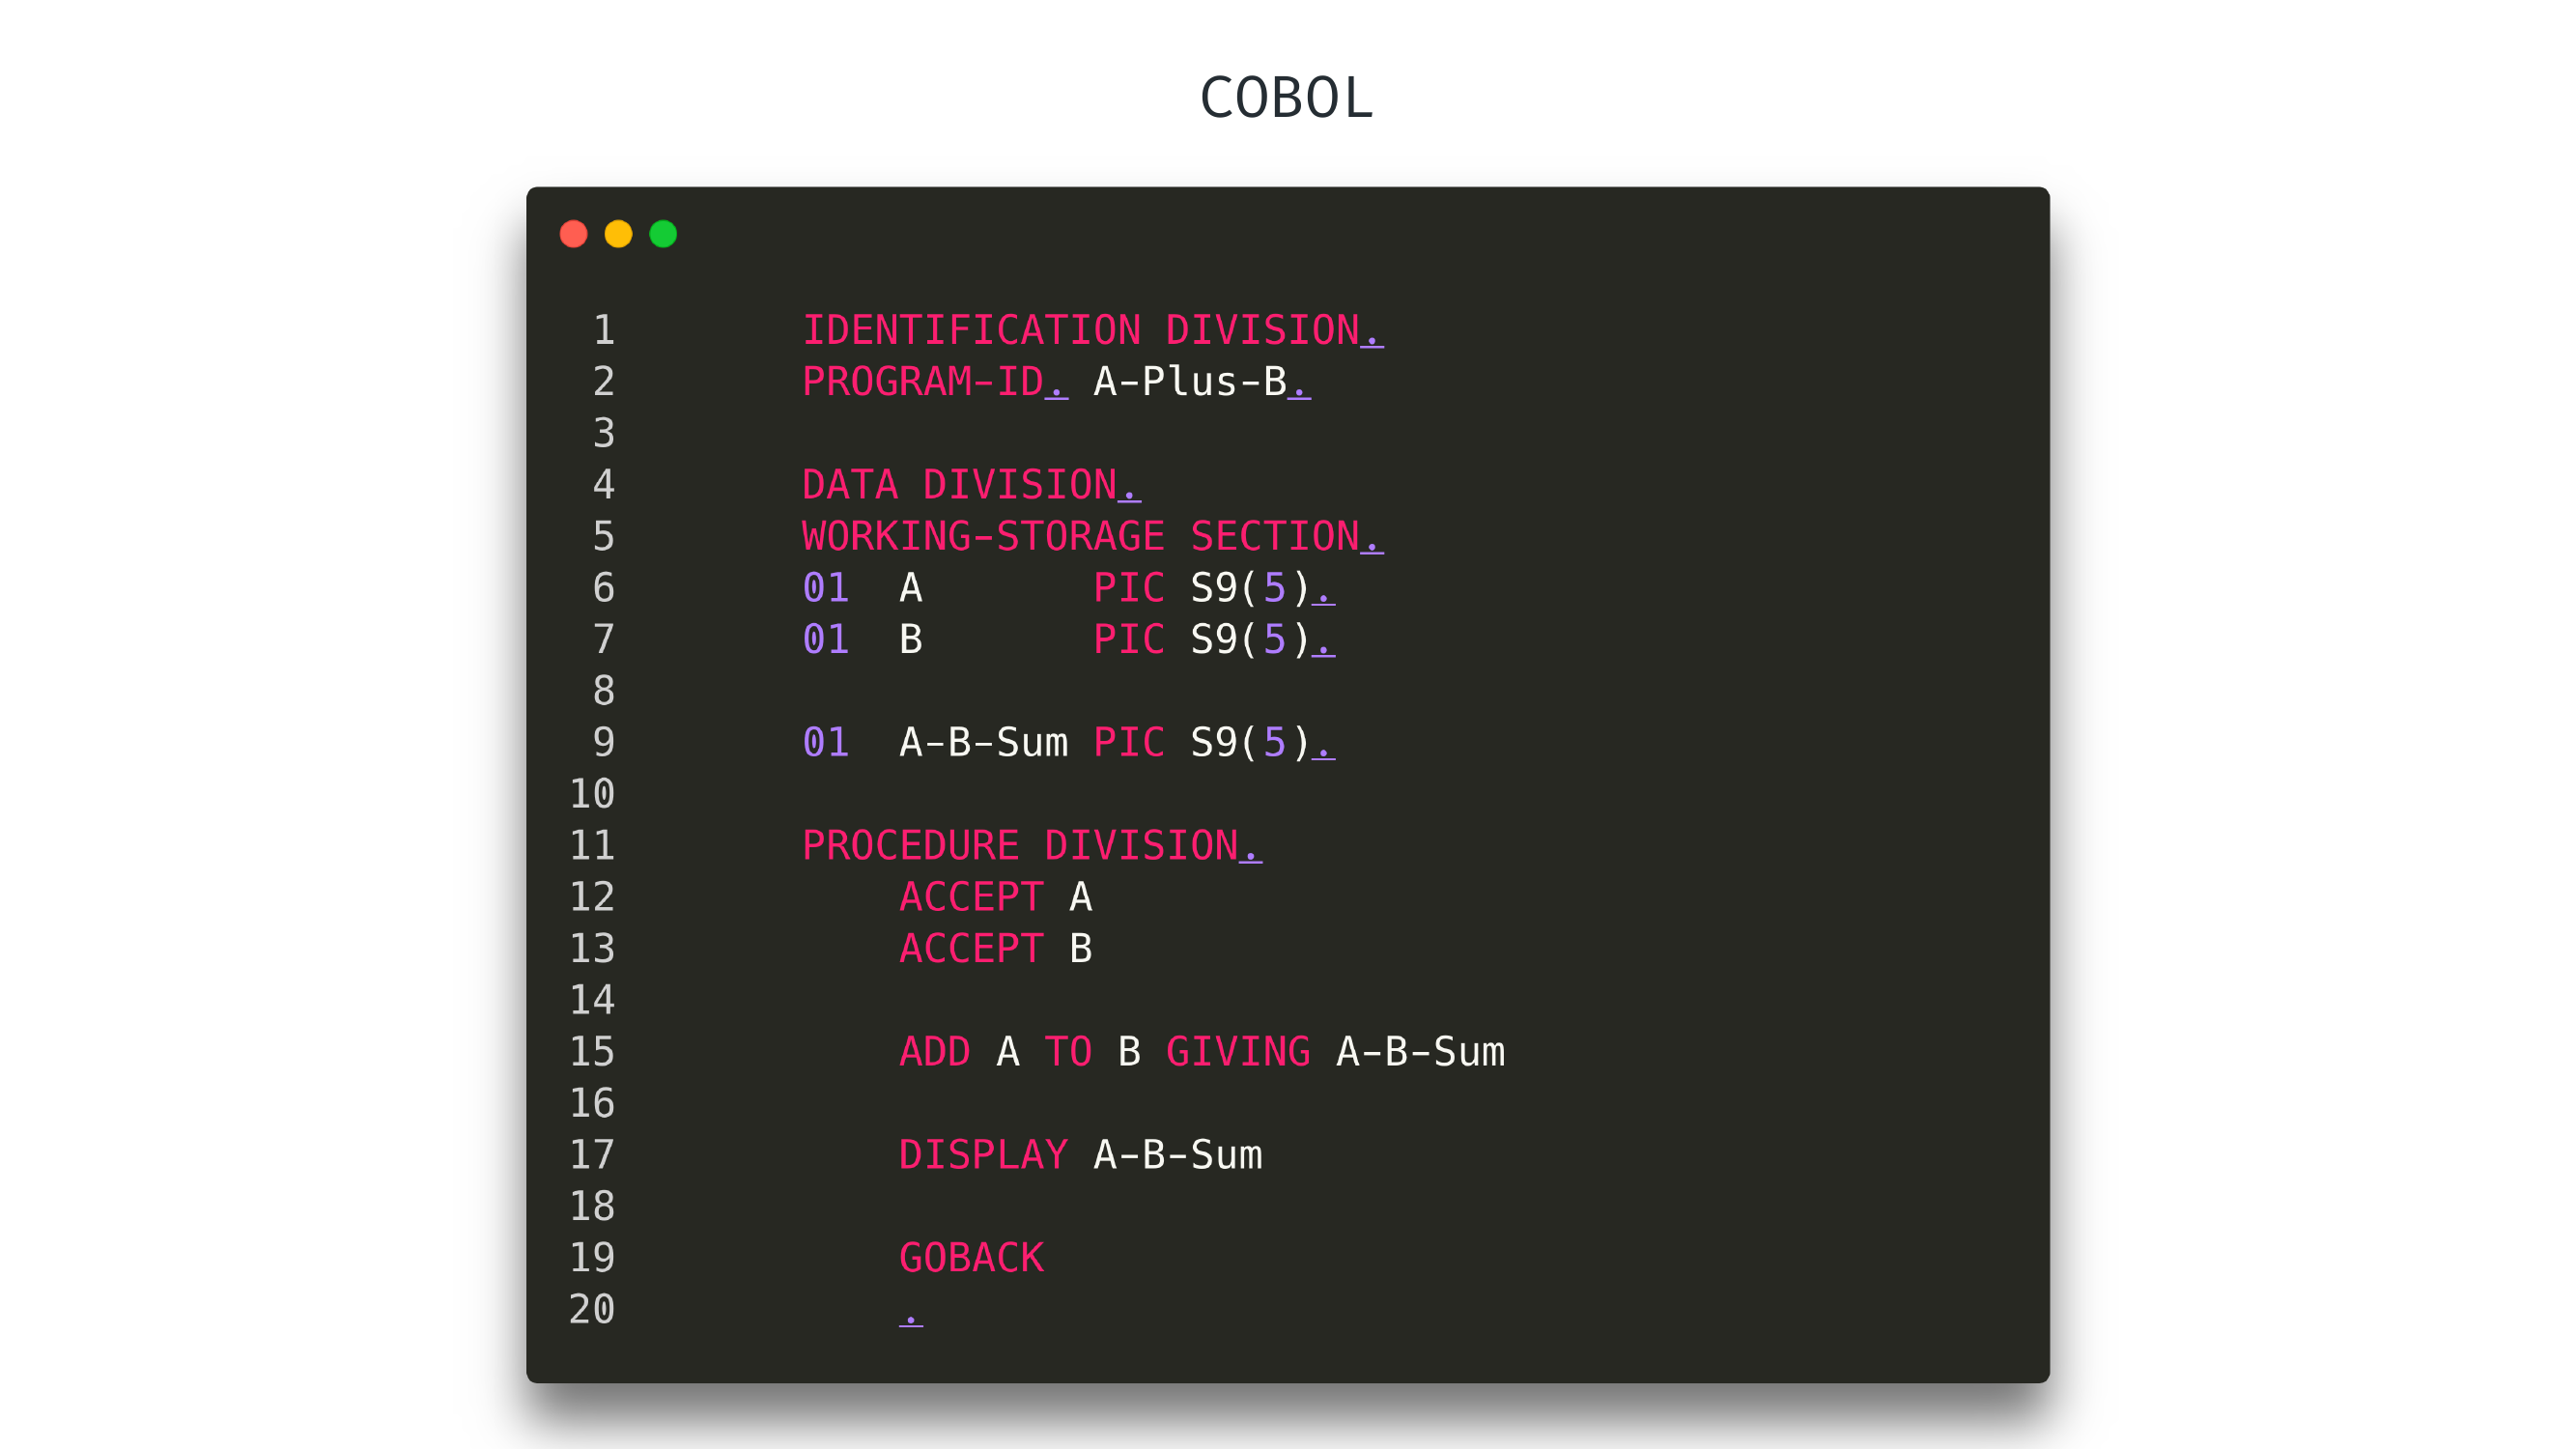 COBOL
1 IDENTIFICATION DIVISION.
2 PROGRAM-ID. A-Plus-B.
3
4 DATA DIVISION.
5 WORKING-STORAGE SECTION.
6 01  A       PIC S9(5).
7 01  B       PIC S9(5).
8
9 01  A-B-Sum PIC S9(5).
10
11 PROCEDURE DIVISION.
12     ACCEPT A
13     ACCEPT B
14
15     ADD A TO B GIVING A-B-Sum
16
17     DISPLAY A-B-Sum
18
19     GOBACK
20     .